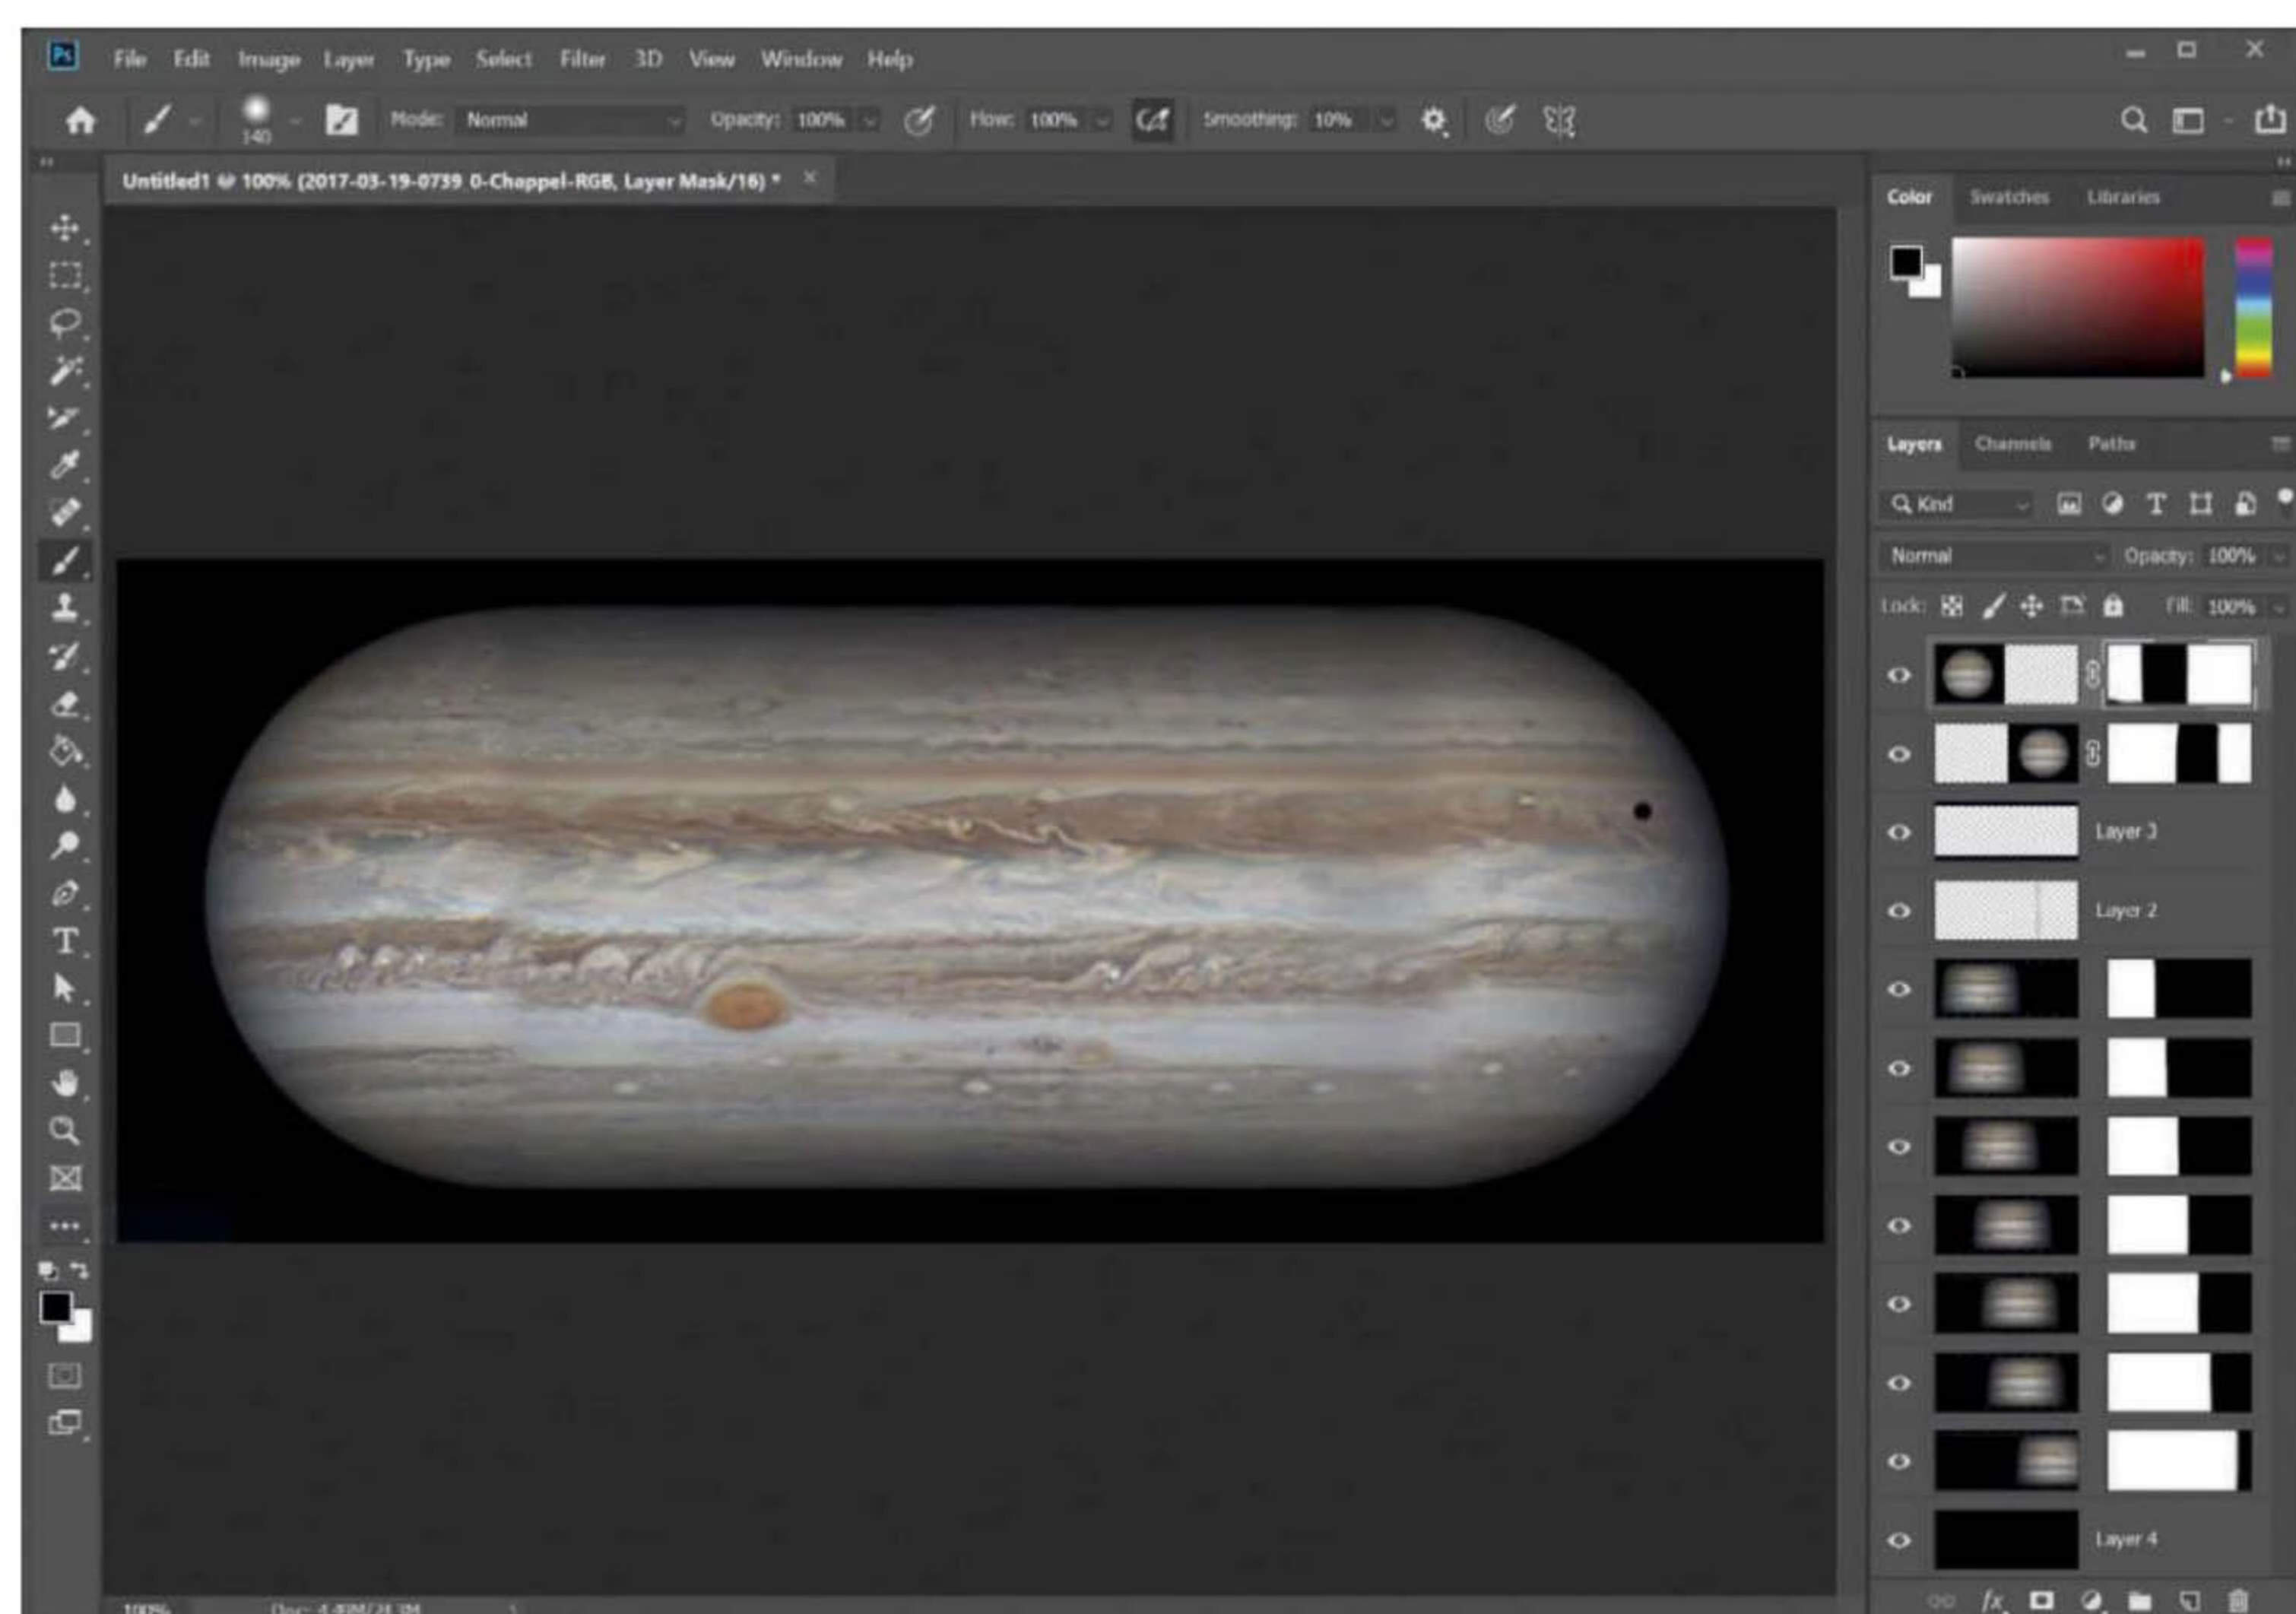 Ps File Edit Image Layer Type Select Filter 3D View Window Help
140 Mode: Normal Opacity: 100% Flow: 100% Smoothing: 10%
Untitled1 @ 100% (2017-03-19-0739_0-Chappel-RGB, Layer Mask/16) * ×
Color Swatches Libraries
Layers Channels Paths
Kind
Normal Opacity: 100%
Lock: Fill: 100%
Layer 3
Layer 2
Layer 4
fx
100%